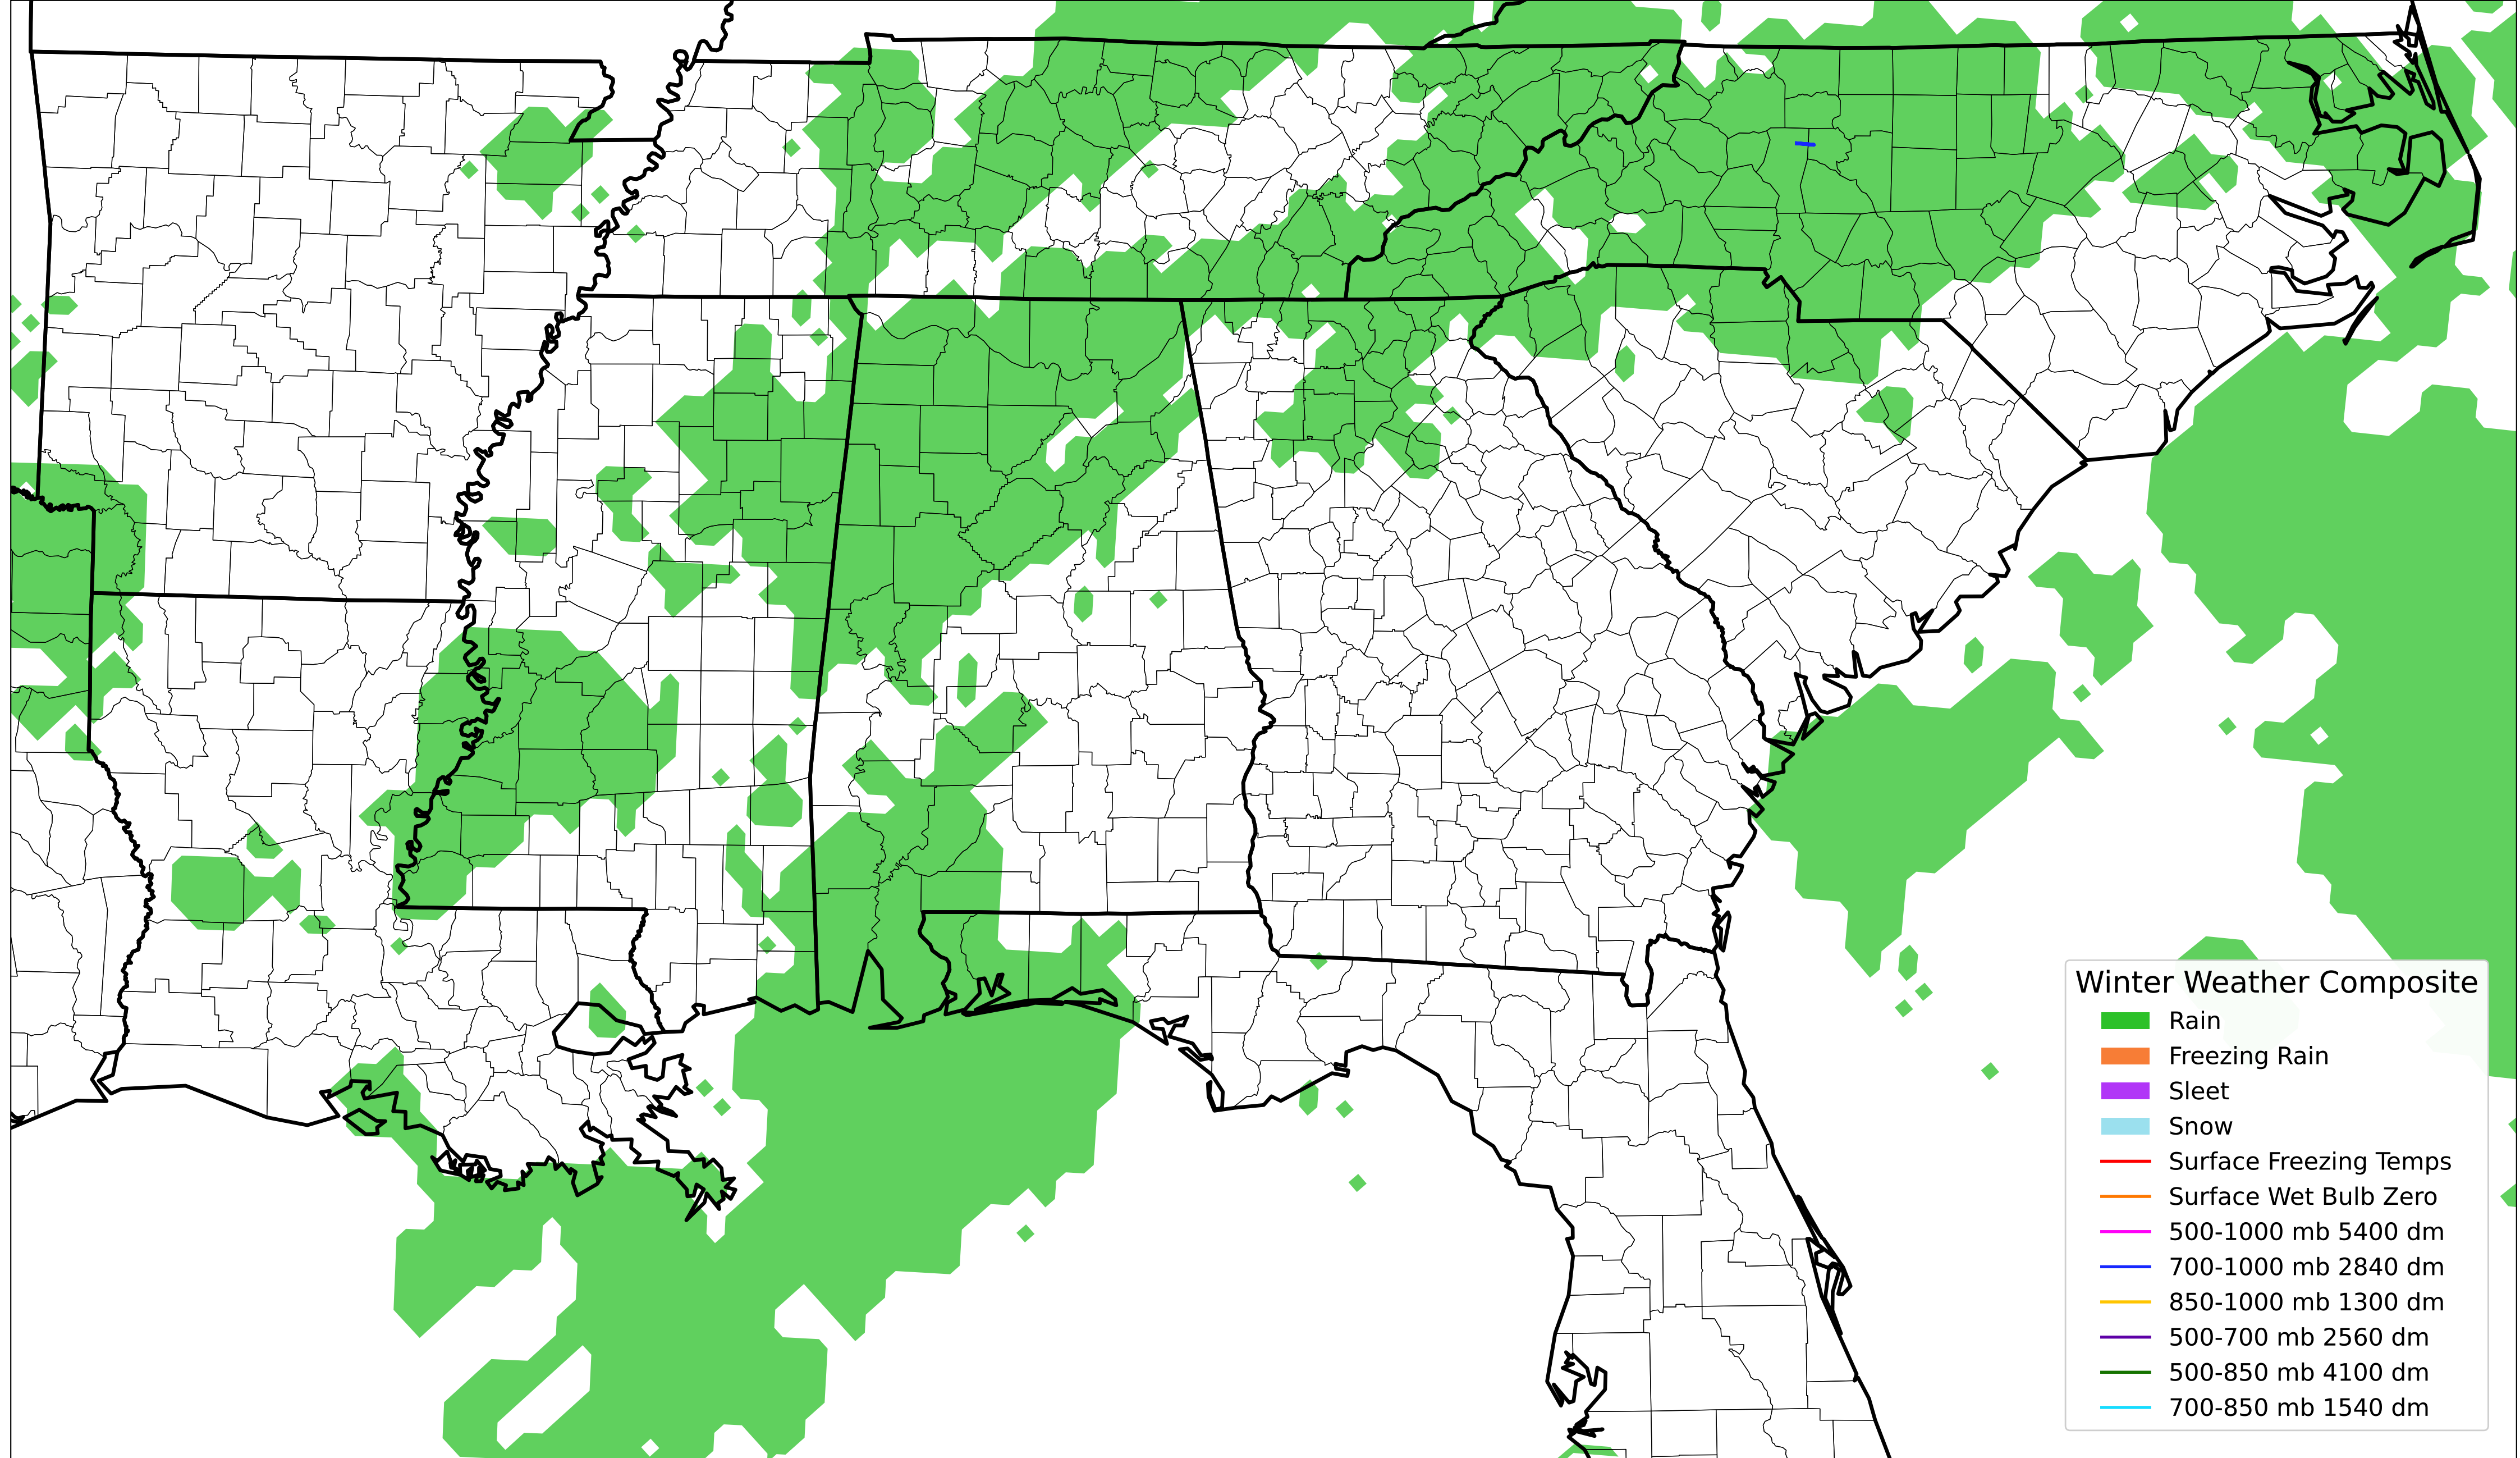 Winter Weather Composite
Rain
Freezing Rain
Sleet
Snow
Surface Freezing Temps
Surface Wet Bulb Zero
500-1000 mb 5400 dm
700-1000 mb 2840 dm
850-1000 mb 1300 dm
500-700 mb 2560 dm
500-850 mb 4100 dm
700-850 mb 1540 dm